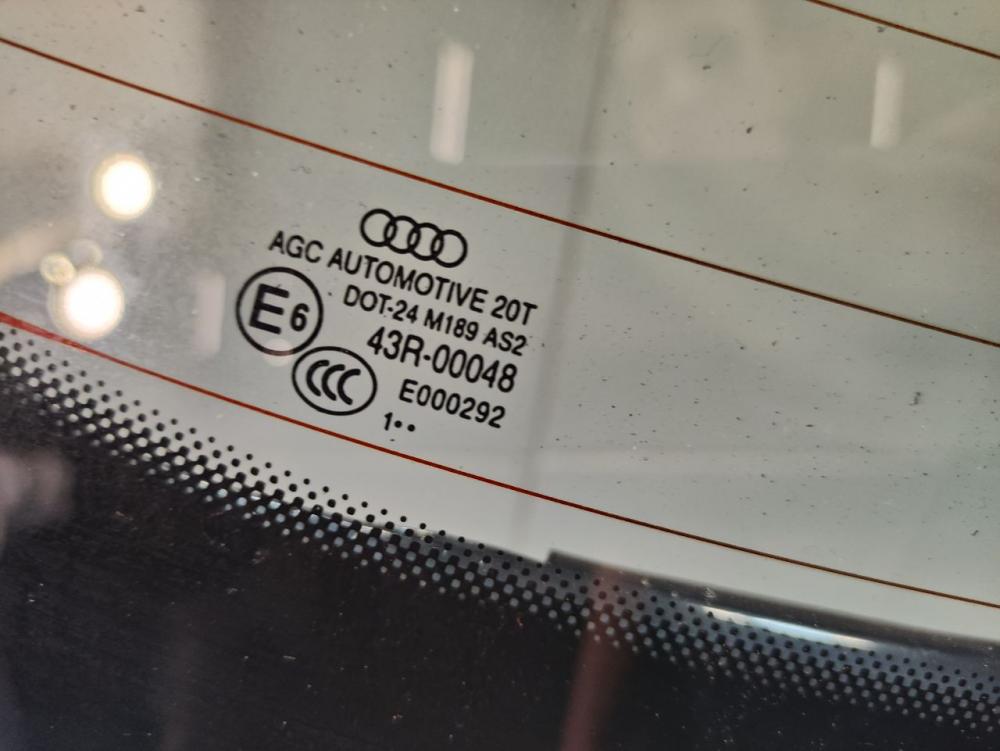 AGC AUTOMOTIVE 20T
DOT-24 M189 AS2
E6
43R-00048
CCC
E000292
1••